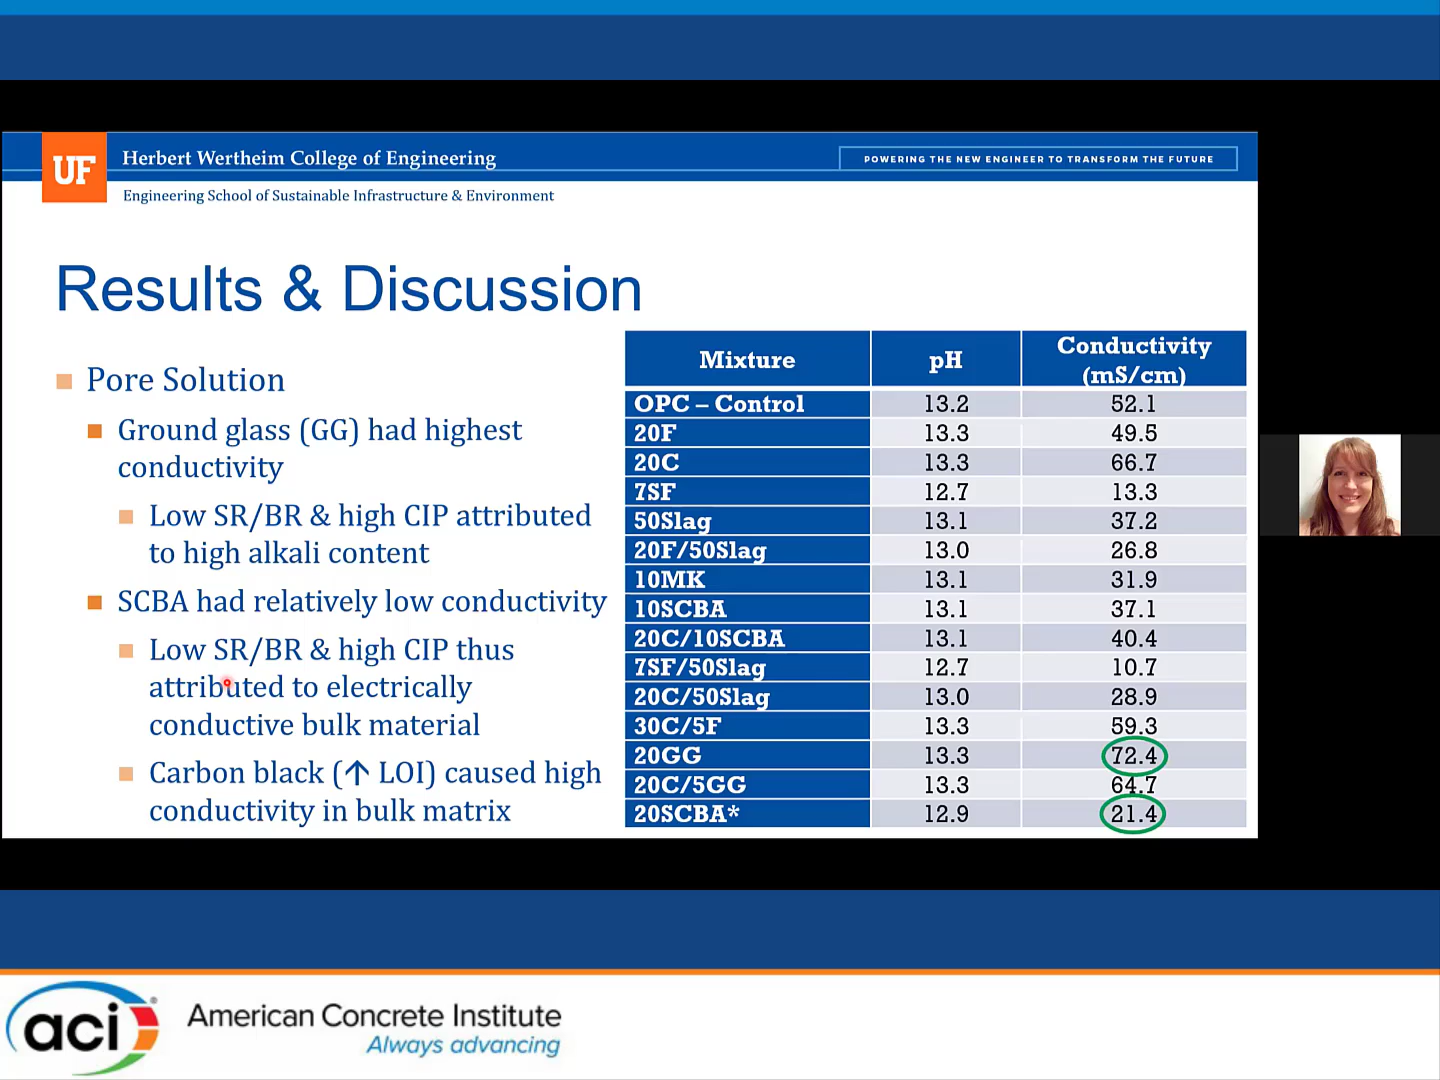 UF
Herbert Wertheim College of Engineering
POWERING THE NEW ENGINEER TO TRANSFORM THE FUTURE
Engineering School of Sustainable Infrastructure & Environment
Results & Discussion
Pore Solution
Ground glass (GG) had highest
conductivity
Low SR/BR & high CIP attributed
to high alkali content
SCBA had relatively low conductivity
Low SR/BR & high CIP thus
attributed to electrically
conductive bulk material
Carbon black (↑ LOI) caused high
conductivity in bulk matrix
Mixture pH Conductivity
(mS/cm)
OPC – Control 13.2 52.1
20F 13.3 49.5
20C 13.3 66.7
7SF 12.7 13.3
50Slag 13.1 37.2
20F/50Slag 13.0 26.8
10MK 13.1 31.9
10SCBA 13.1 37.1
20C/10SCBA 13.1 40.4
7SF/50Slag 12.7 10.7
20C/50Slag 13.0 28.9
30C/5F 13.3 59.3
20GG 13.3 72.4
20C/5GG 13.3 64.7
20SCBA* 12.9 21.4
aci
American Concrete Institute
Always advancing